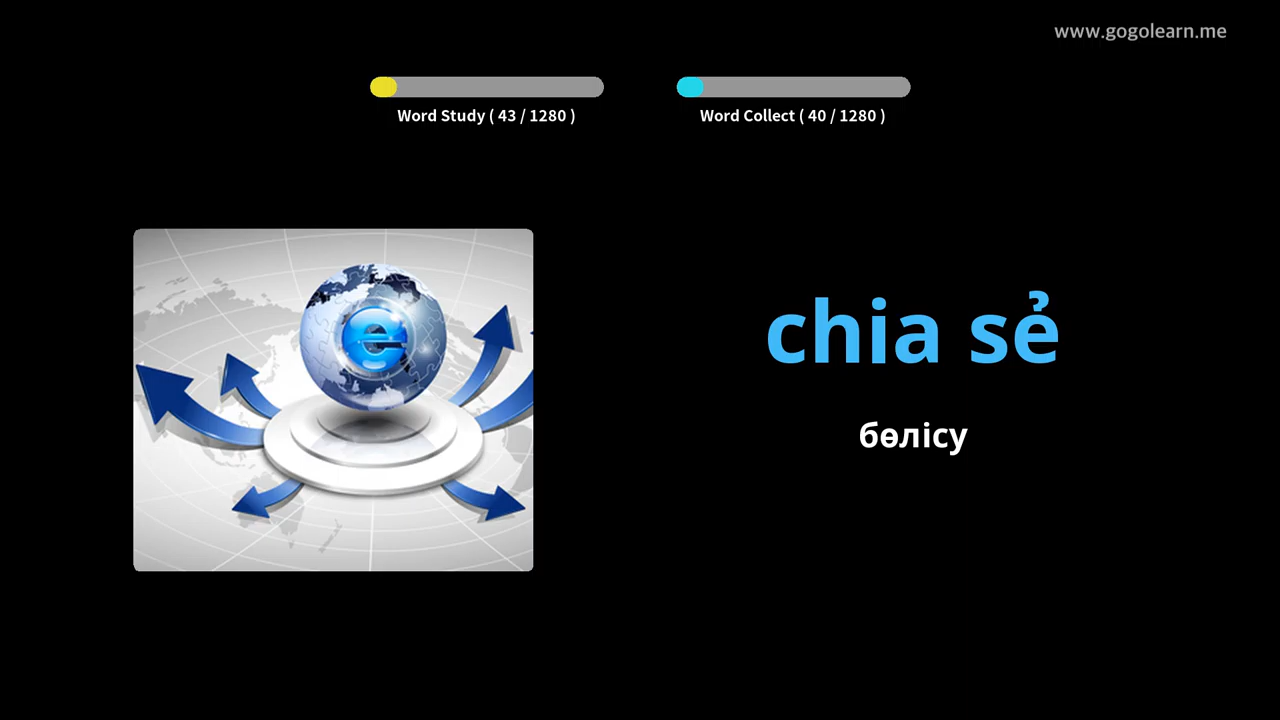 www.gogolearn.me
Word Study ( 43 / 1280 )
Word Collect ( 40 / 1280 )
e
chia sẻ
бөлісу